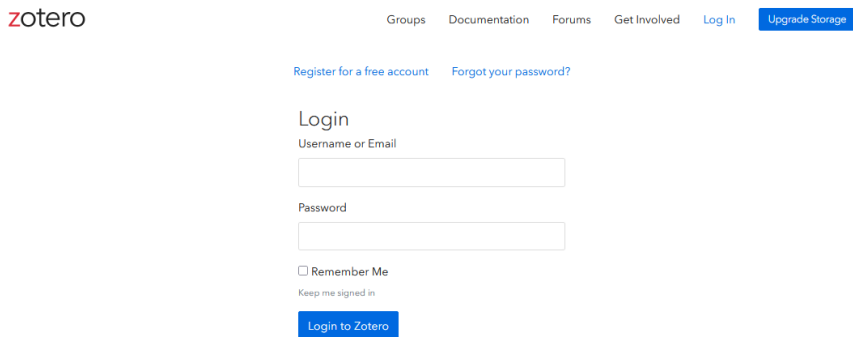 zotero Groups Documentation Forums Get Involved Log In Upgrade Storage
Register for a free account Forgot your password?
Login
Username or Email
Password
Remember Me
Keep me signed in
Login to Zotero